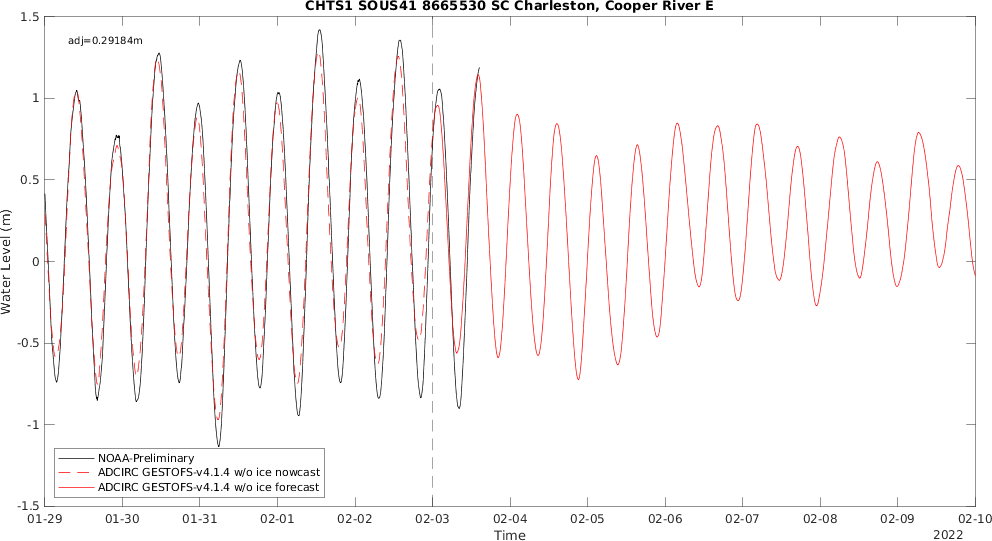 CHTS1 SOUS41 8665530 SC Charleston, Cooper River E
adj=0.29184m
1.5
1
0.5
0
-0.5
-1
-1.5
Water Level (m)
NOAA-Preliminary
ADCIRC GESTOFS-v4.1.4 w/o ice nowcast
ADCIRC GESTOFS-v4.1.4 w/o ice forecast
01-29 01-30 01-31 02-01 02-02 02-03 02-04 02-05 02-06 02-07 02-08 02-09 02-10
Time
2022